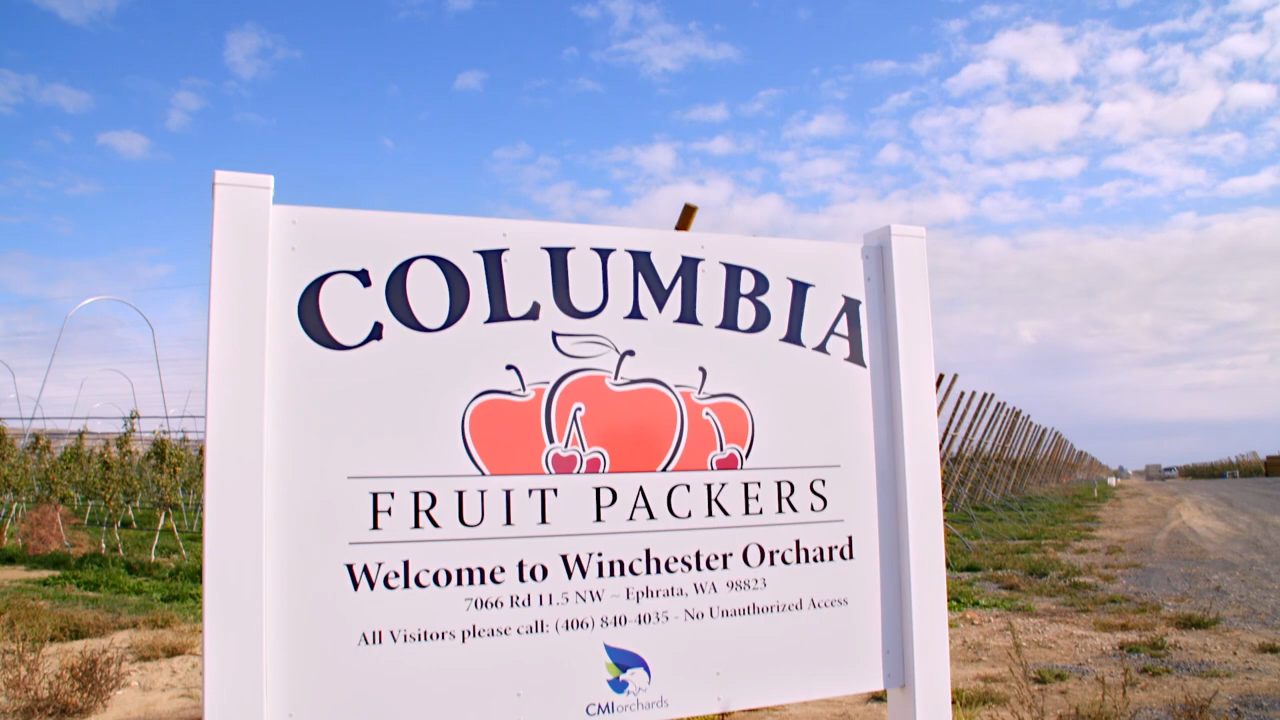 COLUMBIA
FRUIT PACKERS
Welcome to Winchester Orchard
7066 Rd 11.5 NW ~ Ephrata, WA 98823
All Visitors please call: (406) 840-4035 - No Unauthorized Access
CMIorchards